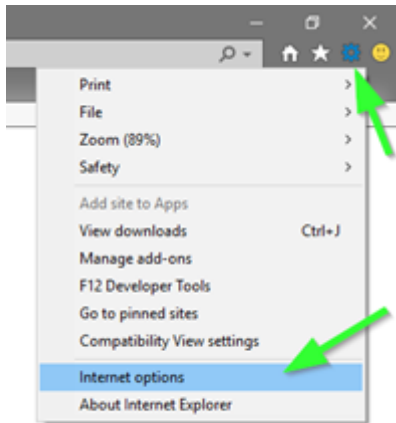 Print
File
Zoom (89%)
Safety
Add site to Apps
View downloads Ctrl+J
Manage add-ons
F12 Developer Tools
Go to pinned sites
Compatibility View settings
Internet options
About Internet Explorer